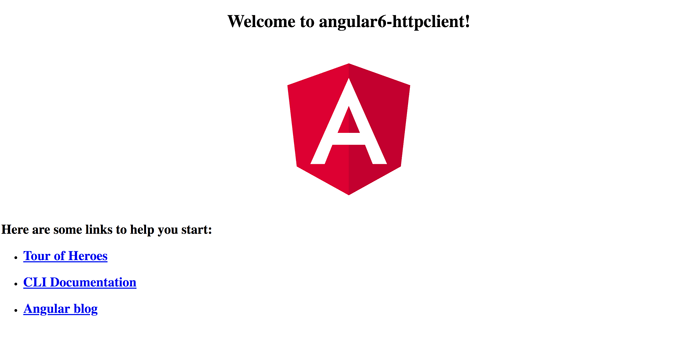 Welcome to angular6-httpclient!
A
Here are some links to help you start:
Tour of Heroes
CLI Documentation
Angular blog